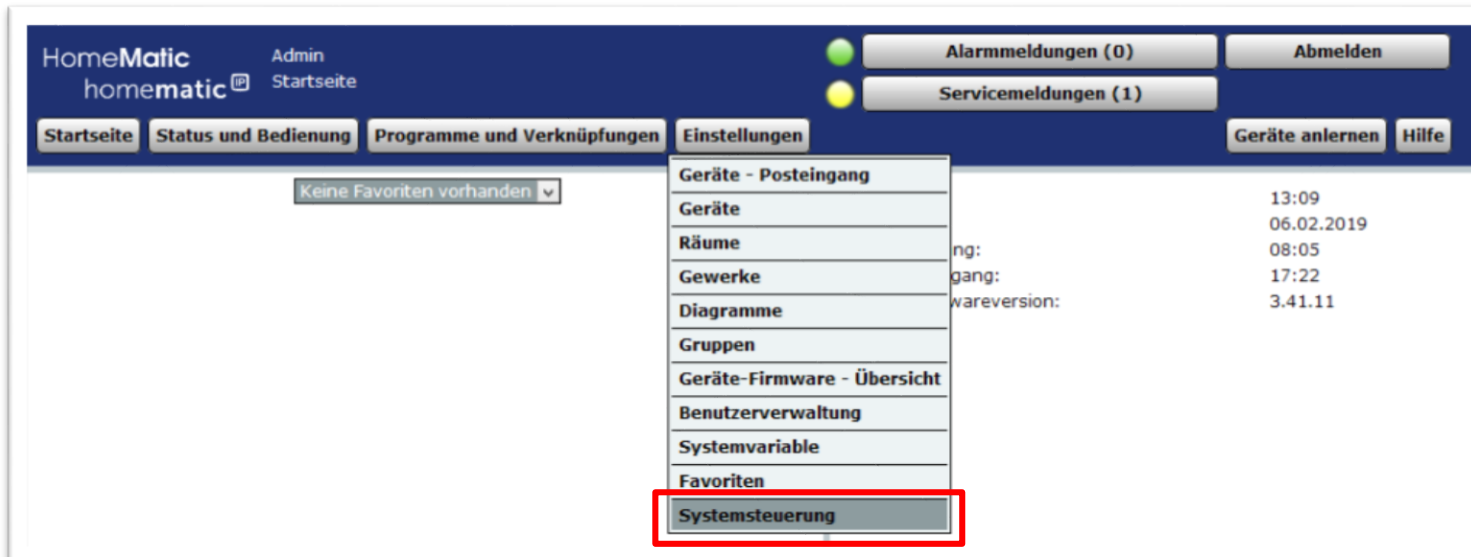 HomeMatic
homematic IP
Admin
Startseite
Alarmmeldungen (0)
Abmelden
Servicemeldungen (1)
Startseite
Status und Bedienung
Programme und Verknüpfungen
Einstellungen
Geräte anlernen
Hilfe
Keine Favoriten vorhanden
Geräte - Posteingang
Geräte
Räume
Gewerke
Diagramme
Gruppen
Geräte-Firmware - Übersicht
Benutzerverwaltung
Systemvariable
Favoriten
Systemsteuerung
13:09
06.02.2019
ng: 08:05
gang: 17:22
wareversion: 3.41.11